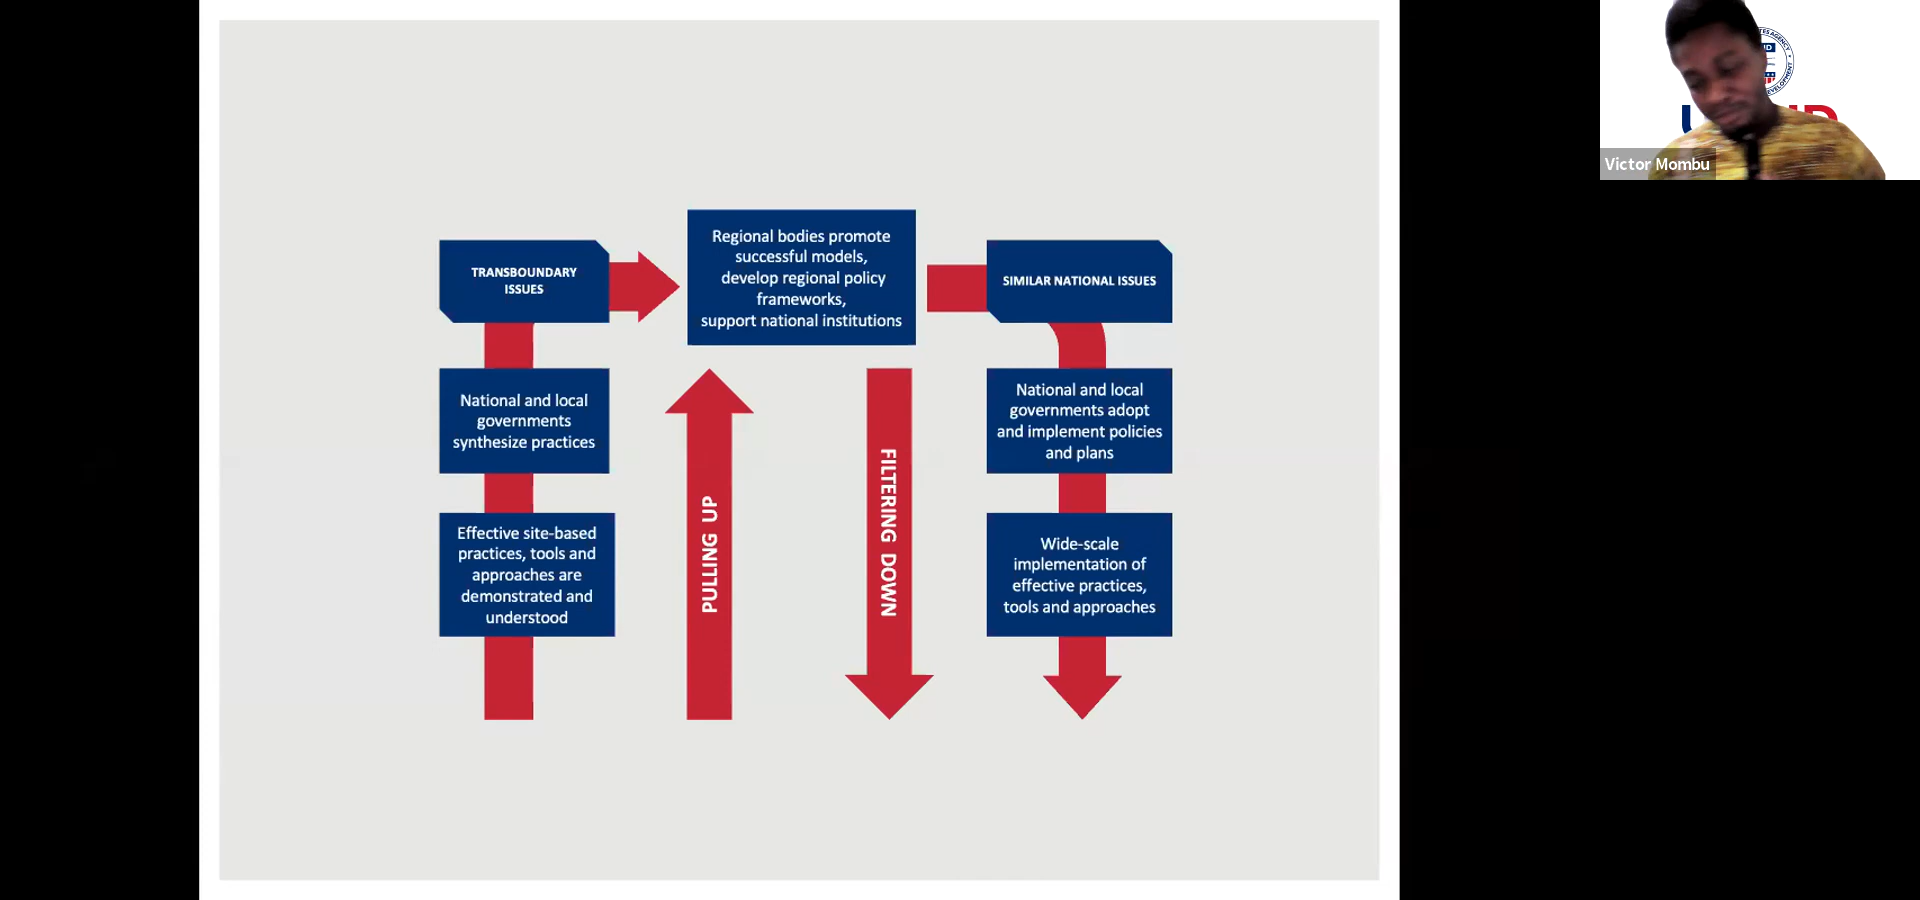 TRANSBOUNDARY
ISSUES
National and local
governments
synthesize practices
Effective site-based
practices, tools and
approaches are
demonstrated and
understood
Regional bodies promote
successful models,
develop regional policy
frameworks,
support national institutions
PULLING UP
FILTERING DOWN
SIMILAR NATIONAL ISSUES
National and local
governments adopt
and implement policies
and plans
Wide-scale
implementation of
effective practices,
tools and approaches
Victor Mombu